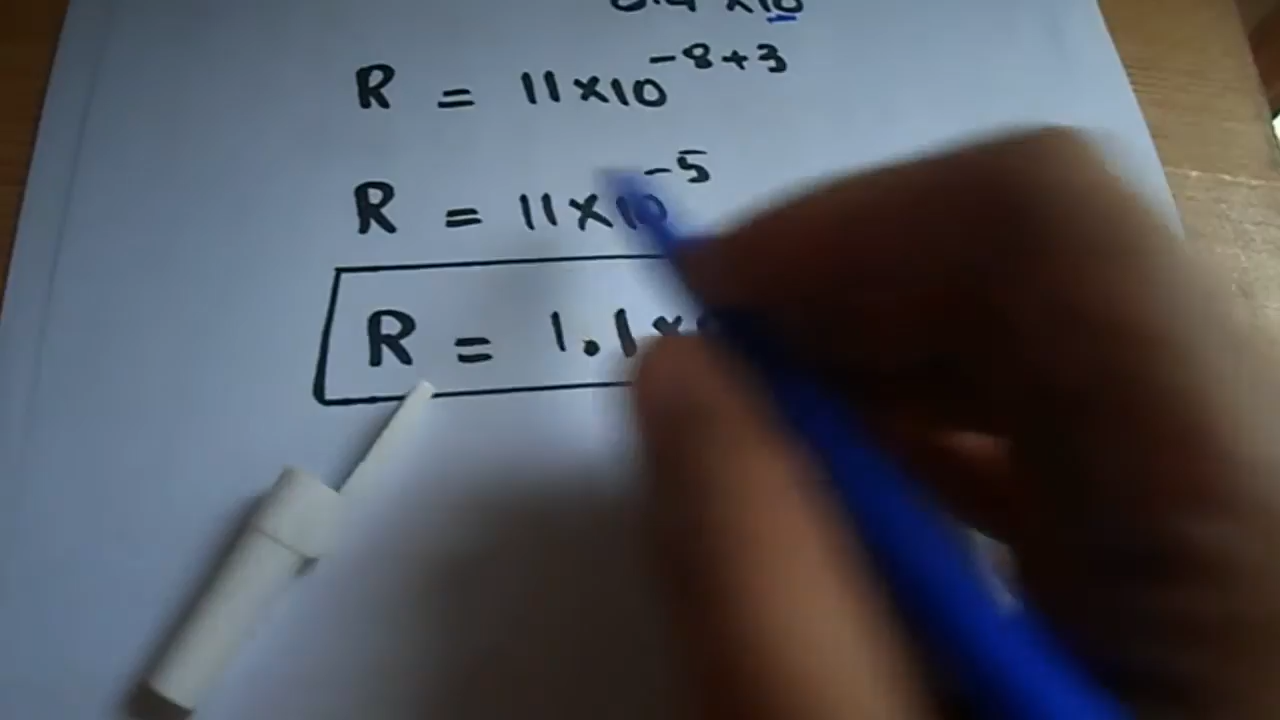 R = 11×10^-8+3
R = 11×10^-5
R = 1.1×